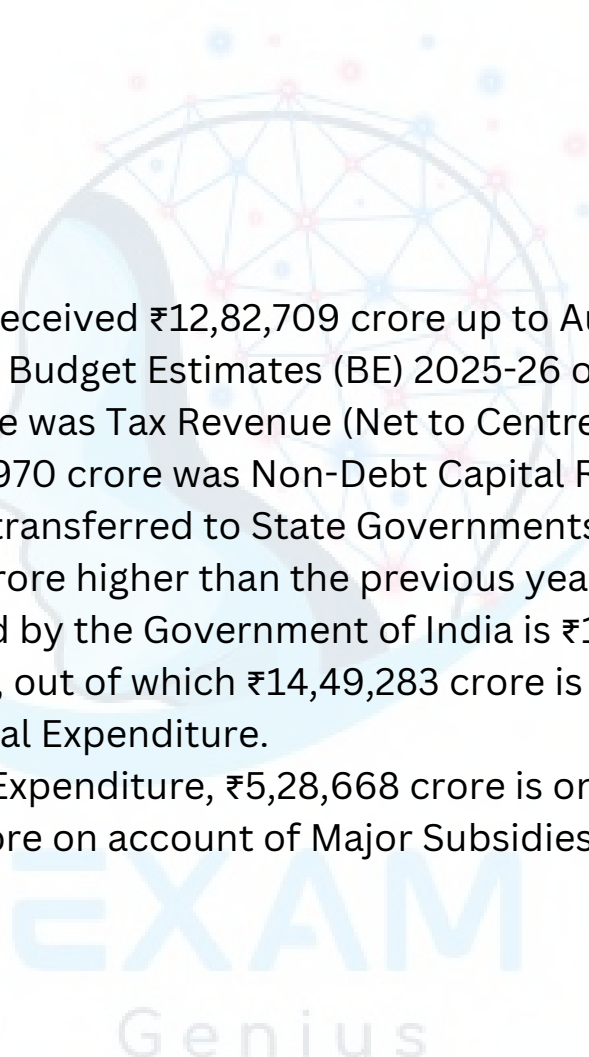 eceived ₹12,82,709 crore up to Au
Budget Estimates (BE) 2025-26 o
e was Tax Revenue (Net to Centre
970 crore was Non-Debt Capital R
transferred to State Governments
rore higher than the previous yea
d by the Government of India is ₹1
, out of which ₹14,49,283 crore is
al Expenditure.
Expenditure, ₹5,28,668 crore is on
ore on account of Major Subsidies
EXAM
Genius